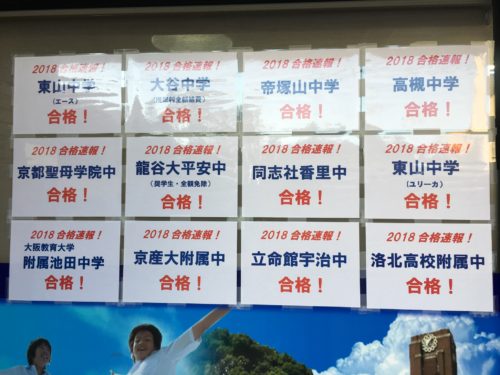 2018 合格速報！
東山中学
(エース)
合格！
2018 合格速報！
大谷中学
合格！
2018 合格速報！
帝塚山中学
合格！
2018 合格速報！
高槻中学
合格！
2018 合格速報！
京都聖母学院中
合格！
2018 合格速報！
龍谷大平安中
(奨学生・全額免除)
合格！
2018 合格速報！
同志社香里中
合格！
2018 合格速報！
東山中学
(ユリーカ)
合格！
2018 合格速報！
大阪教育大学
附属池田中学
合格！
2018 合格速報！
京産大附属中
合格！
2018 合格速報！
立命館宇治中
合格！
2018 合格速報！
洛北高校附属中
合格！